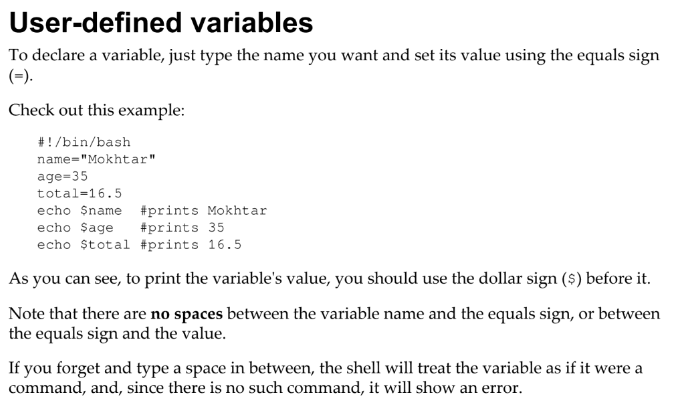 User-defined variables
To declare a variable, just type the name you want and set its value using the equals sign
(=).
Check out this example:
#!/bin/bash
name="Mokhtar"
age=35
total=16.5
echo $name #prints Mokhtar
echo $age #prints 35
echo $total #prints 16.5
As you can see, to print the variable's value, you should use the dollar sign ($) before it.
Note that there are no spaces between the variable name and the equals sign, or between
the equals sign and the value.
If you forget and type a space in between, the shell will treat the variable as if it were a
command, and, since there is no such command, it will show an error.